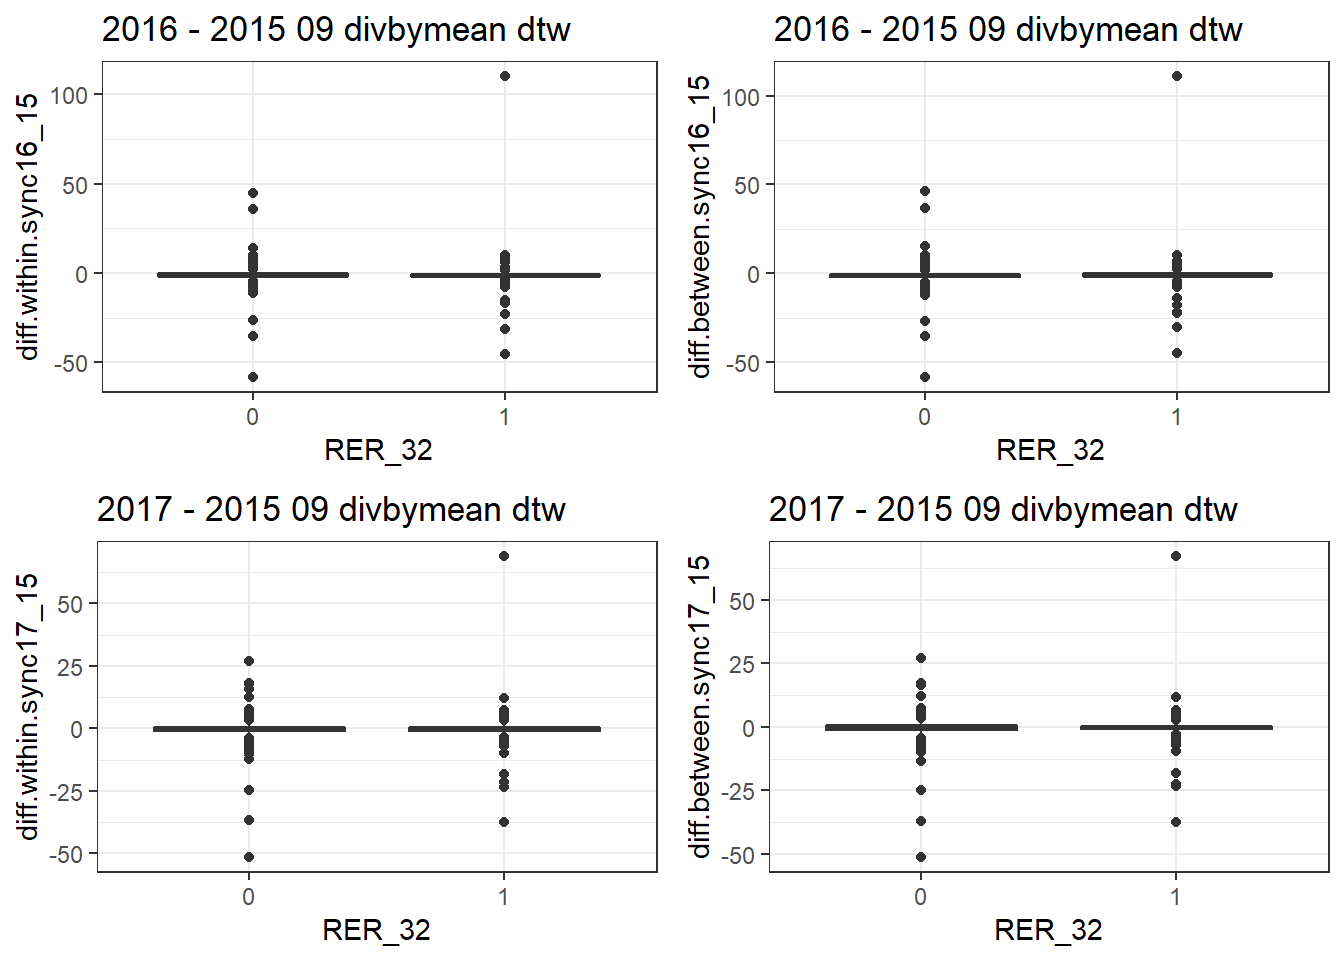 2016 - 2015 09 divbymean dtw
diff.within.sync16_15
100
50
0
-50
0 1
RER_32
2016 - 2015 09 divbymean dtw
diff.between.sync16_15
100
50
0
-50
0 1
RER_32
2017 - 2015 09 divbymean dtw
diff.within.sync17_15
50
25
0
-25
-50
0 1
RER_32
2017 - 2015 09 divbymean dtw
diff.between.sync17_15
50
25
0
-25
-50
0 1
RER_32